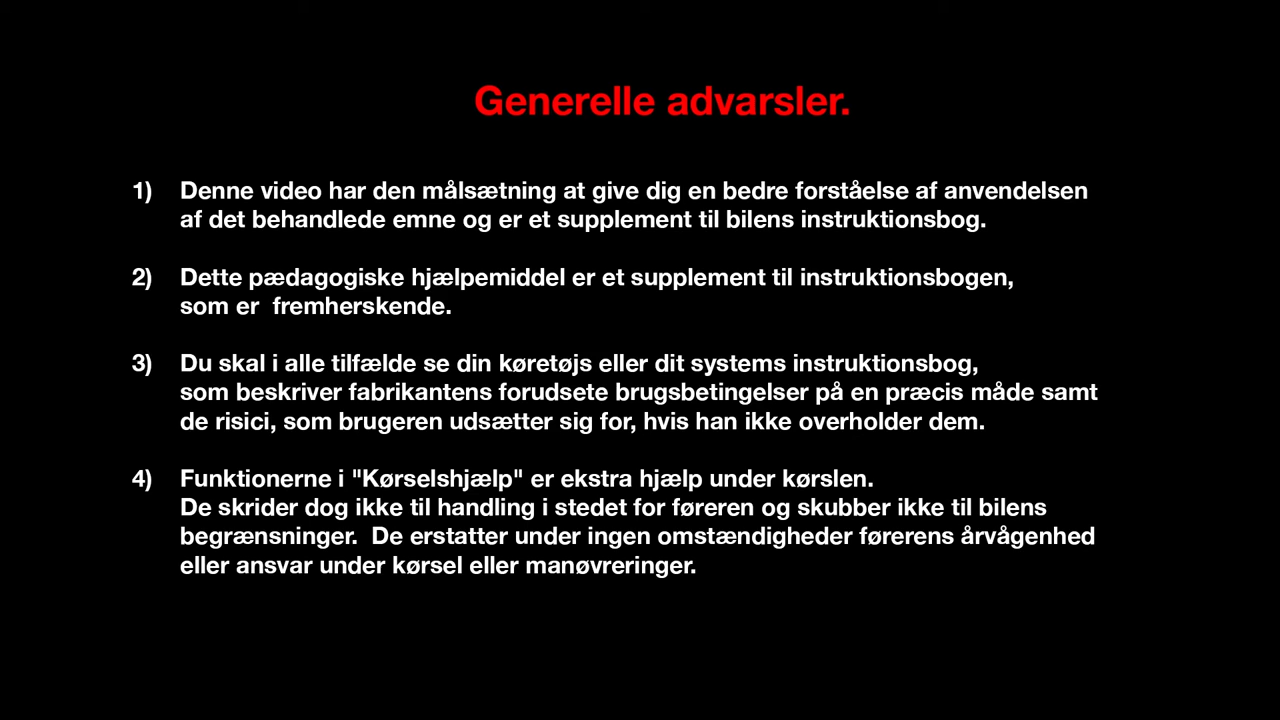 Generelle advarsler.
1) Denne video har den målsætning at give dig en bedre forståelse af anvendelsen
af det behandlede emne og er et supplement til bilens instruktionsbog.
2) Dette pædagogiske hjælpemiddel er et supplement til instruktionsbogen,
som er  fremherskende.
3) Du skal i alle tilfælde se din køretøjs eller dit systems instruktionsbog,
som beskriver fabrikantens forudsete brugsbetingelser på en præcis måde samt
de risici, som brugeren udsætter sig for, hvis han ikke overholder dem.
4) Funktionerne i "Kørselshjælp" er ekstra hjælp under kørslen.
De skrider dog ikke til handling i stedet for føreren og skubber ikke til bilens
begrænsninger.  De erstatter under ingen omstændigheder førerens årvågenhed
eller ansvar under kørsel eller manøvreringer.